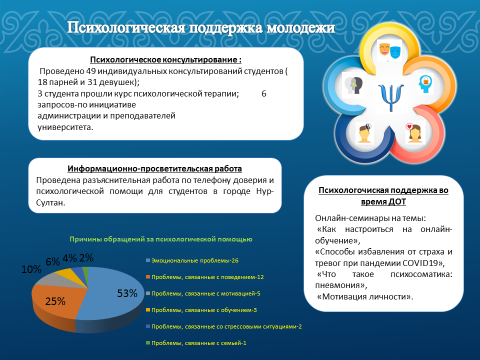 Психологическая поддержка молодежи
Психологическое консультирование :
Проведено 49 индивидуальных консультирований студентов (
18 парней и 31 девушек);
3 студента прошли курс психологической терапии; 6
запросов-по инициативе
администрации и преподавателей
университета.
Информационно-просветительская работа
Проведена разъяснительная работа по телефону доверия и
психологической помощи для студентов в городе Нур-
Султан.
Психологочиская поддержка во
время ДОТ
Онлайн-семинары на темы:
«Как настроиться на онлайн-
обучение»,
«Способы избавления от страха и
тревог при пандемии COVID19»,
«Что такое психосоматика:
пневмония»,
«Мотивация личности».
Причины обращений за психологической помощью
53%
25%
10%
6%
4%
2%
Эмоциональные проблемы-26
Проблемы, связанные с поведением-12
Проблемы, связанные с мотивацией-5
Проблемы, связанные с обучением-3
Проблемы, связанные со стрессовыми ситуациями-2
Проблемы, связанные с семьей-1